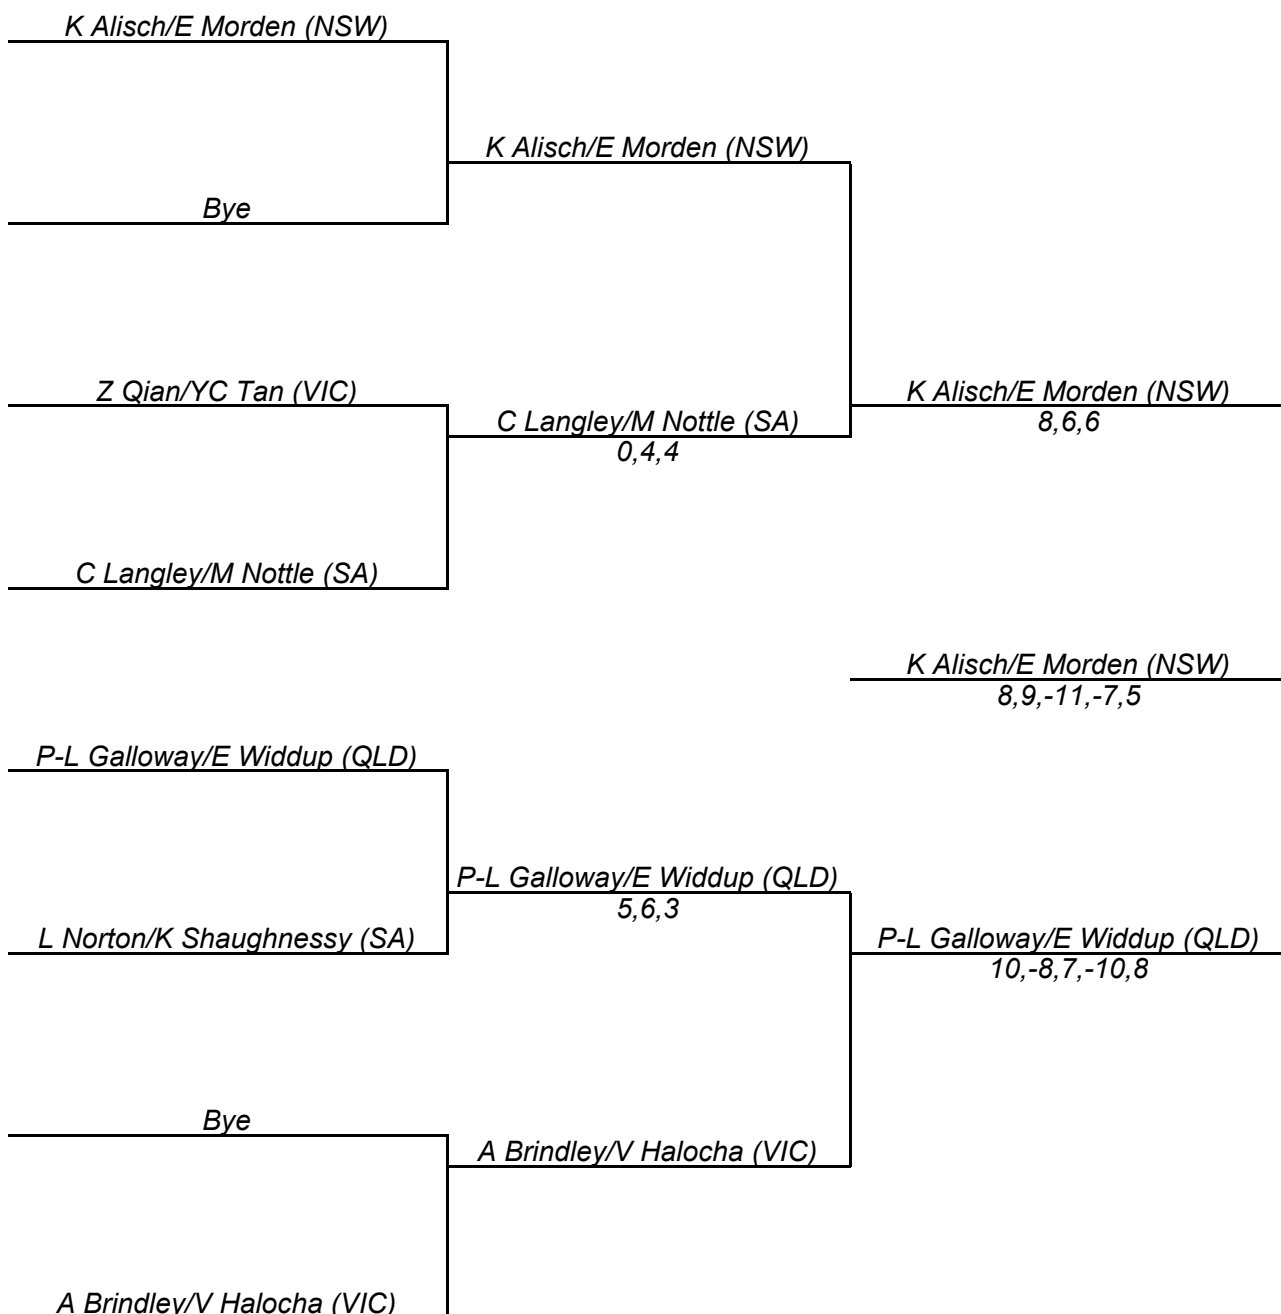 K Alisch/E Morden (NSW)
K Alisch/E Morden (NSW)
Bye
Z Qian/YC Tan (VIC)
K Alisch/E Morden (NSW)
8,6,6
C Langley/M Nottle (SA)
0,4,4
C Langley/M Nottle (SA)
K Alisch/E Morden (NSW)
8,9,-11,-7,5
P-L Galloway/E Widdup (QLD)
P-L Galloway/E Widdup (QLD)
5,6,3
L Norton/K Shaughnessy (SA)
P-L Galloway/E Widdup (QLD)
10,-8,7,-10,8
Bye
A Brindley/V Halocha (VIC)
A Brindley/V Halocha (VIC)